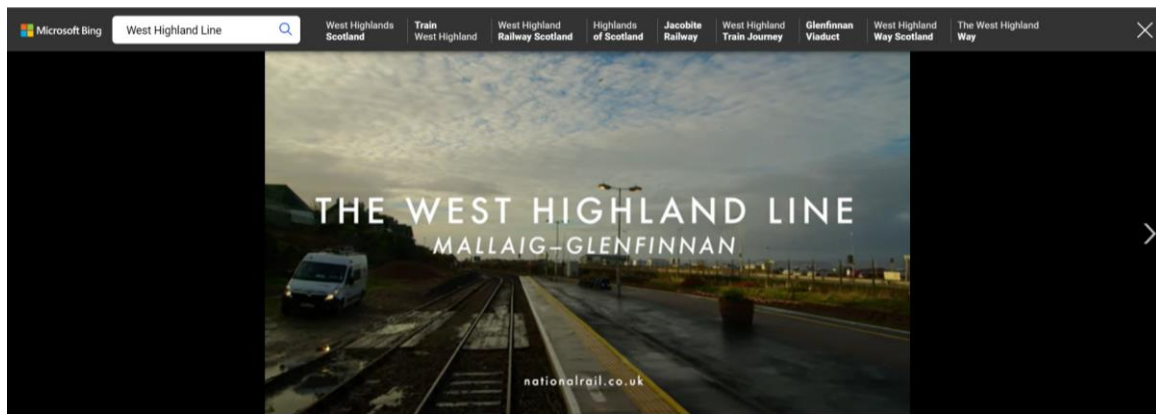 Microsoft Bing
West Highland Line
West Highlands
Scotland
Train
West Highland
West Highland
Railway Scotland
Highlands
of Scotland
Jacobite
Railway
West Highland
Train Journey
Glenfinnan
Viaduct
West Highland
Way Scotland
The West Highland
Way
THE WEST HIGHLAND LINE
MALLAIG–GLENFINNAN
nationalrail.co.uk